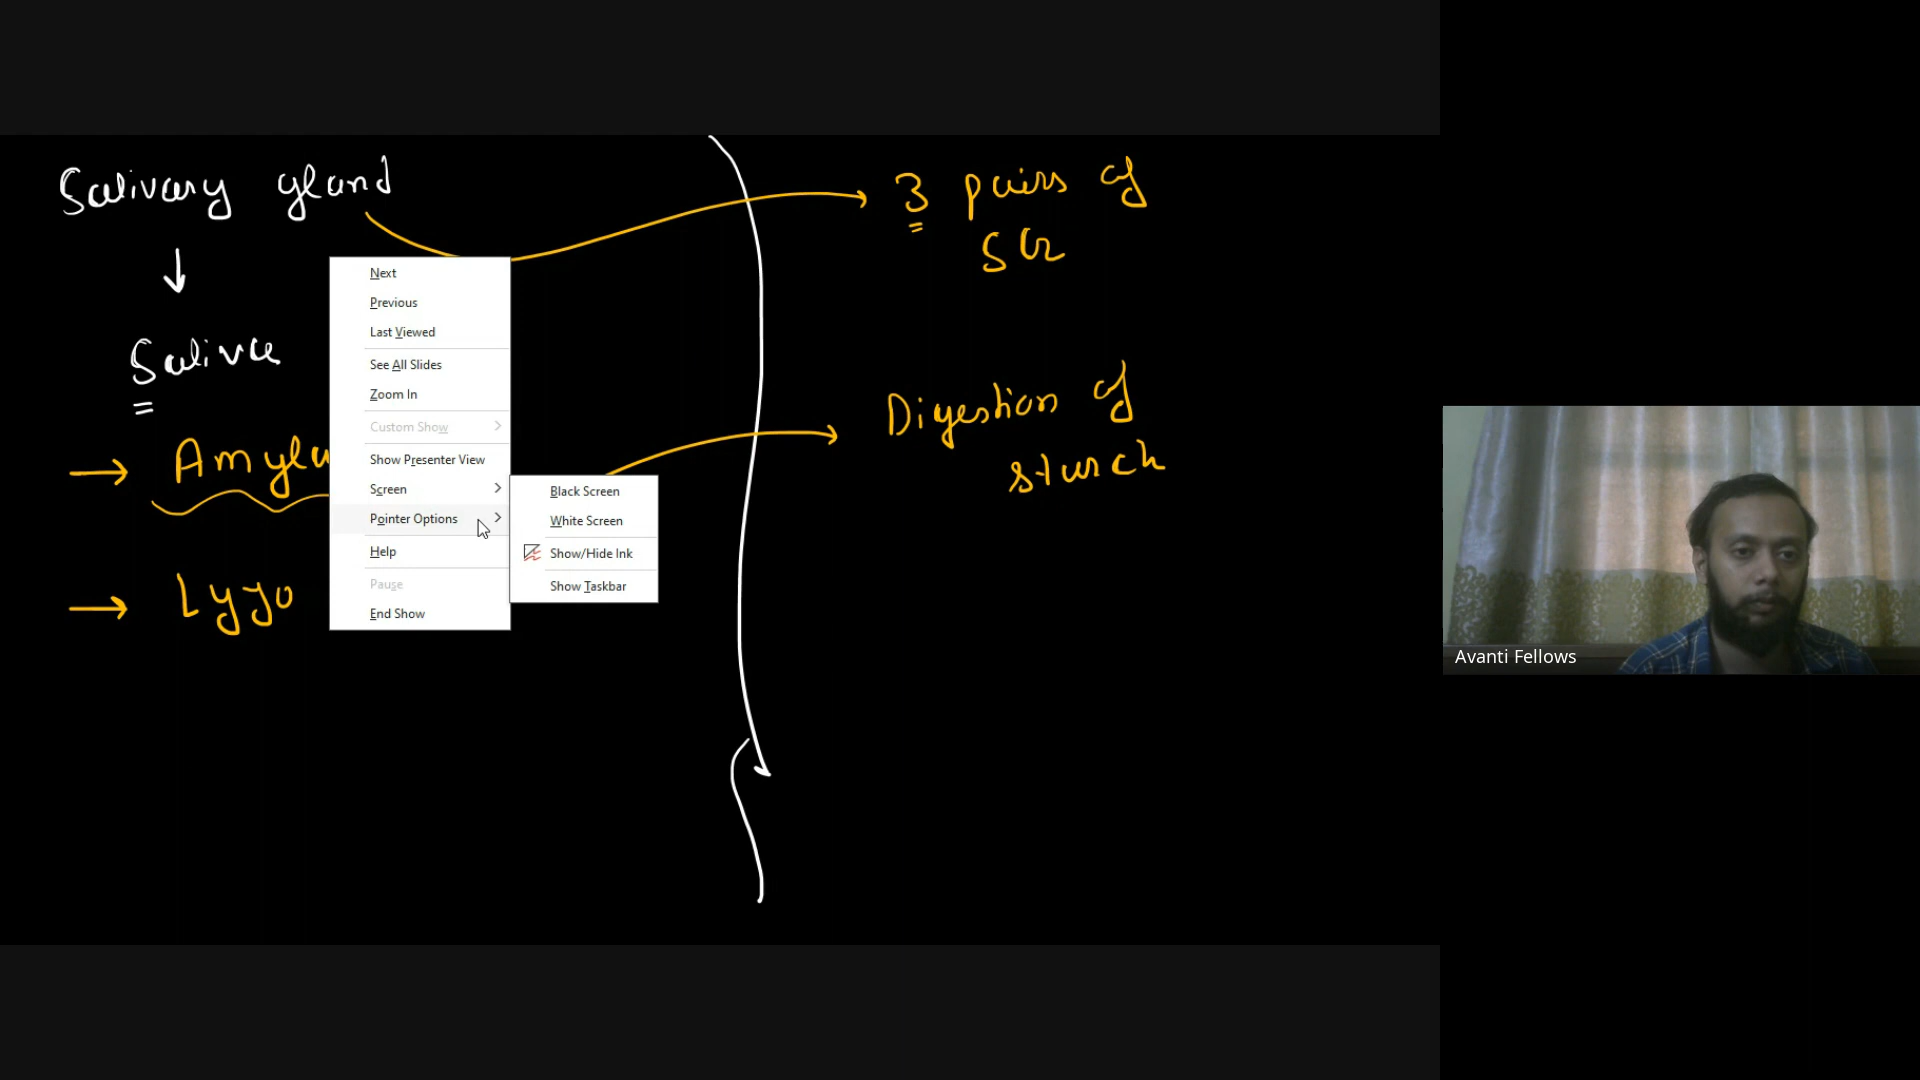 Salivary gland
3 pairs of
SG
Saliva
Digestion of
starch
Amyla
Lyzo
Next
Previous
Last Viewed
See All Slides
Zoom In
Custom Show
Show Presenter View
Screen
Pointer Options
Help
Pause
End Show
Black Screen
White Screen
Show/Hide Ink
Show Taskbar
Avanti Fellows